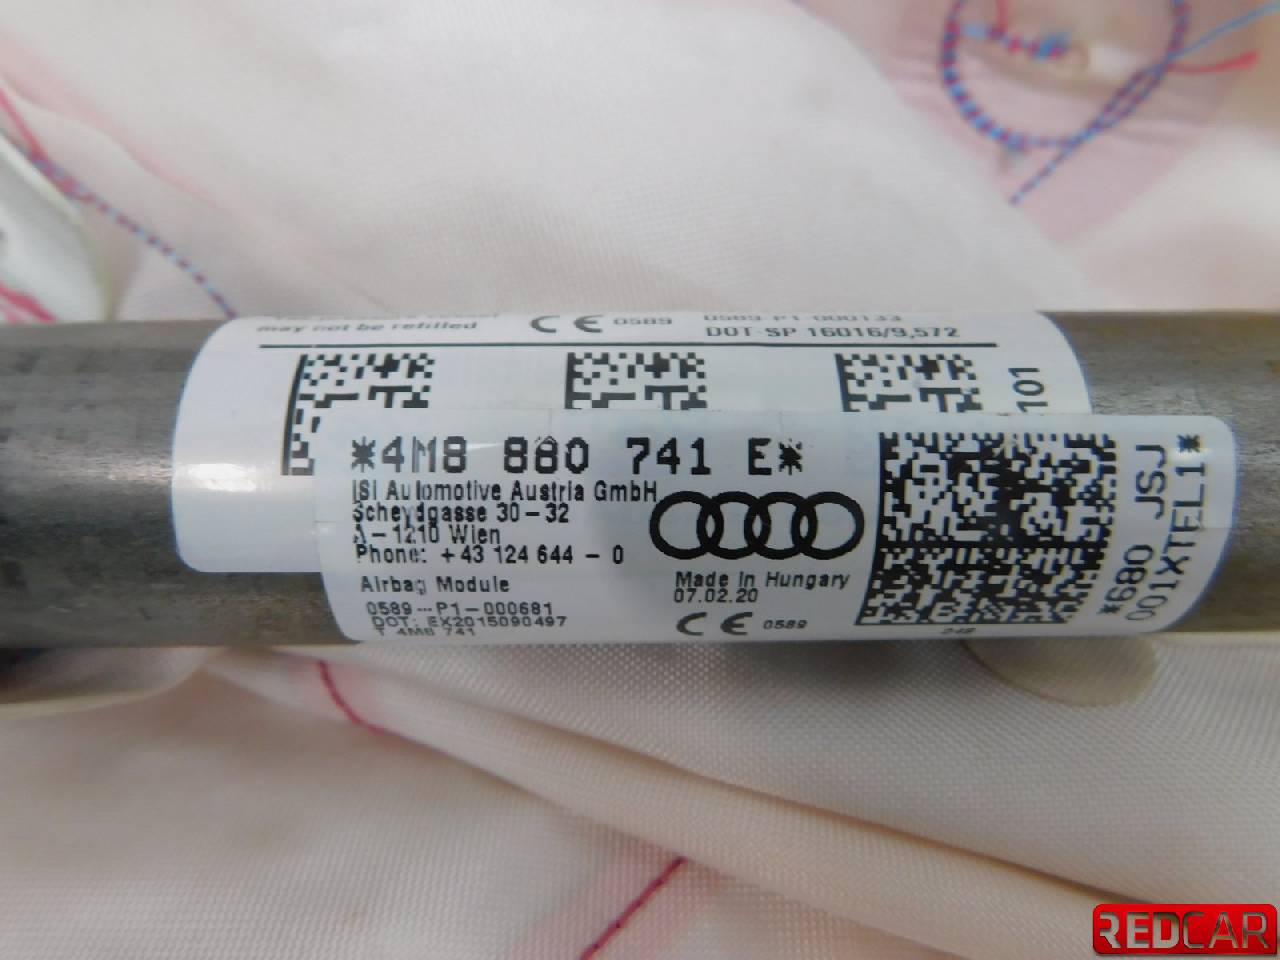 may not be refilled
CE 0589
0589-P1-000133
DOT-SP 16016/9,572
101
*4M8 880 741 E*
ISI Automotive Austria GmbH
Scheydgasse 30-32
A-1210 Wien
Phone: +43 124 644-0
Airbag Module
0589-P1-000681
DOT: EX2015090497
T 4M8 741
Made in Hungary
07.02.20
CE 0589
*680 JSJ
001XTEL1*
REDCAR